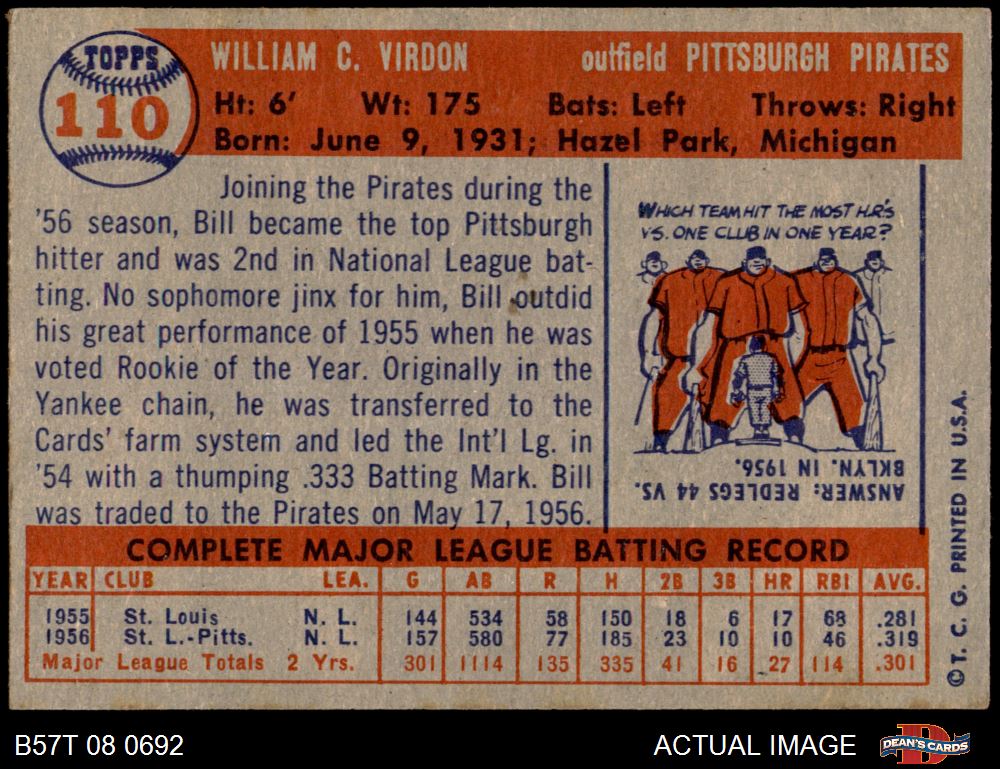 TOPPS
110
WILLIAM C. VIRDON outfield PITTSBURGH PIRATES
Ht: 6' Wt: 175 Bats: Left Throws: Right
Born: June 9, 1931; Hazel Park, Michigan
Joining the Pirates during the
'56 season, Bill became the top Pittsburgh
hitter and was 2nd in National League bat-
ting. No sophomore jinx for him, Bill outdid
his great performance of 1955 when he was
voted Rookie of the Year. Originally in the
Yankee chain, he was transferred to the
Cards' farm system and led the Int'l Lg. in
'54 with a thumping .333 Batting Mark. Bill
was traded to the Pirates on May 17, 1956.
WHICH TEAM HIT THE MOST H.R'S
VS. ONE CLUB IN ONE YEAR?
ANSWER: REDLEGS 44 VS.
BKLYN. IN 1956.
COMPLETE MAJOR LEAGUE BATTING RECORD
YEAR CLUB LEA. G AB R H 2B 3B HR RBI AVG.
1955 St. Louis N. L. 144 534 58 150 18 6 17 68 .281
1956 St. L.-Pitts. N. L. 157 580 77 185 23 10 10 46 .319
Major League Totals 2 Yrs. 301 1114 135 335 41 16 27 114 .301
© T. C. G. PRINTED IN U.S.A.
B57T 08 0692
ACTUAL IMAGE
DEAN'S CARDS